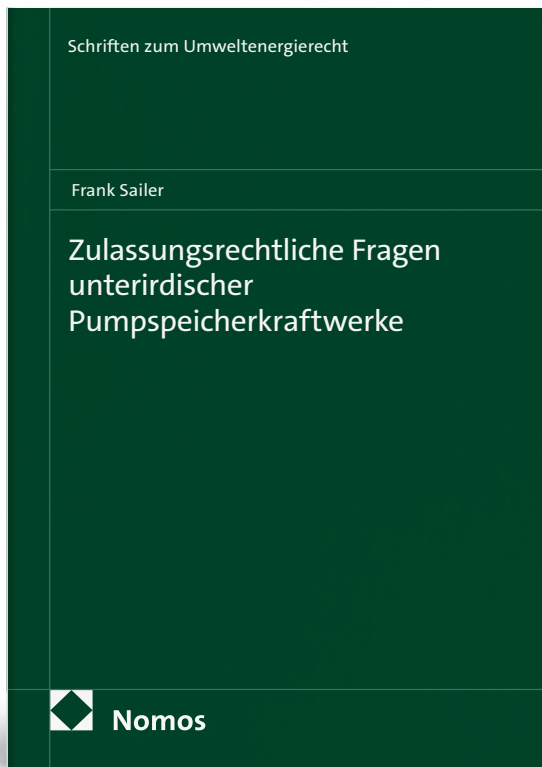 Schriften zum Umweltenergierecht
Frank Sailer
Zulassungsrechtliche Fragen
unterirdischer
Pumpspeicherkraftwerke
Nomos